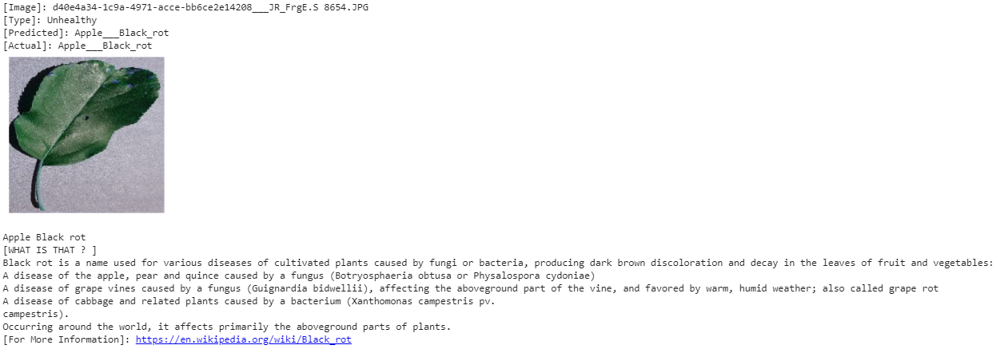 [Image]: d40e4a34-1c9a-4971-acce-bb6ce2e14208___JR_FrgE.S 8654.JPG
[Type]: Unhealthy
[Predicted]: Apple___Black_rot
[Actual]: Apple___Black_rot
Apple Black rot
[WHAT IS THAT ? ]
Black rot is a name used for various diseases of cultivated plants caused by fungi or bacteria, producing dark brown discoloration and decay in the leaves of fruit and vegetables:
A disease of the apple, pear and quince caused by a fungus (Botryosphaeria obtusa or Physalospora cydoniae)
A disease of grape vines caused by a fungus (Guignardia bidwellii), affecting the aboveground part of the vine, and favored by warm, humid weather; also called grape rot
A disease of cabbage and related plants caused by a bacterium (Xanthomonas campestris pv.
campestris).
Occurring around the world, it affects primarily the aboveground parts of plants.
[For More Information]: https://en.wikipedia.org/wiki/Black_rot